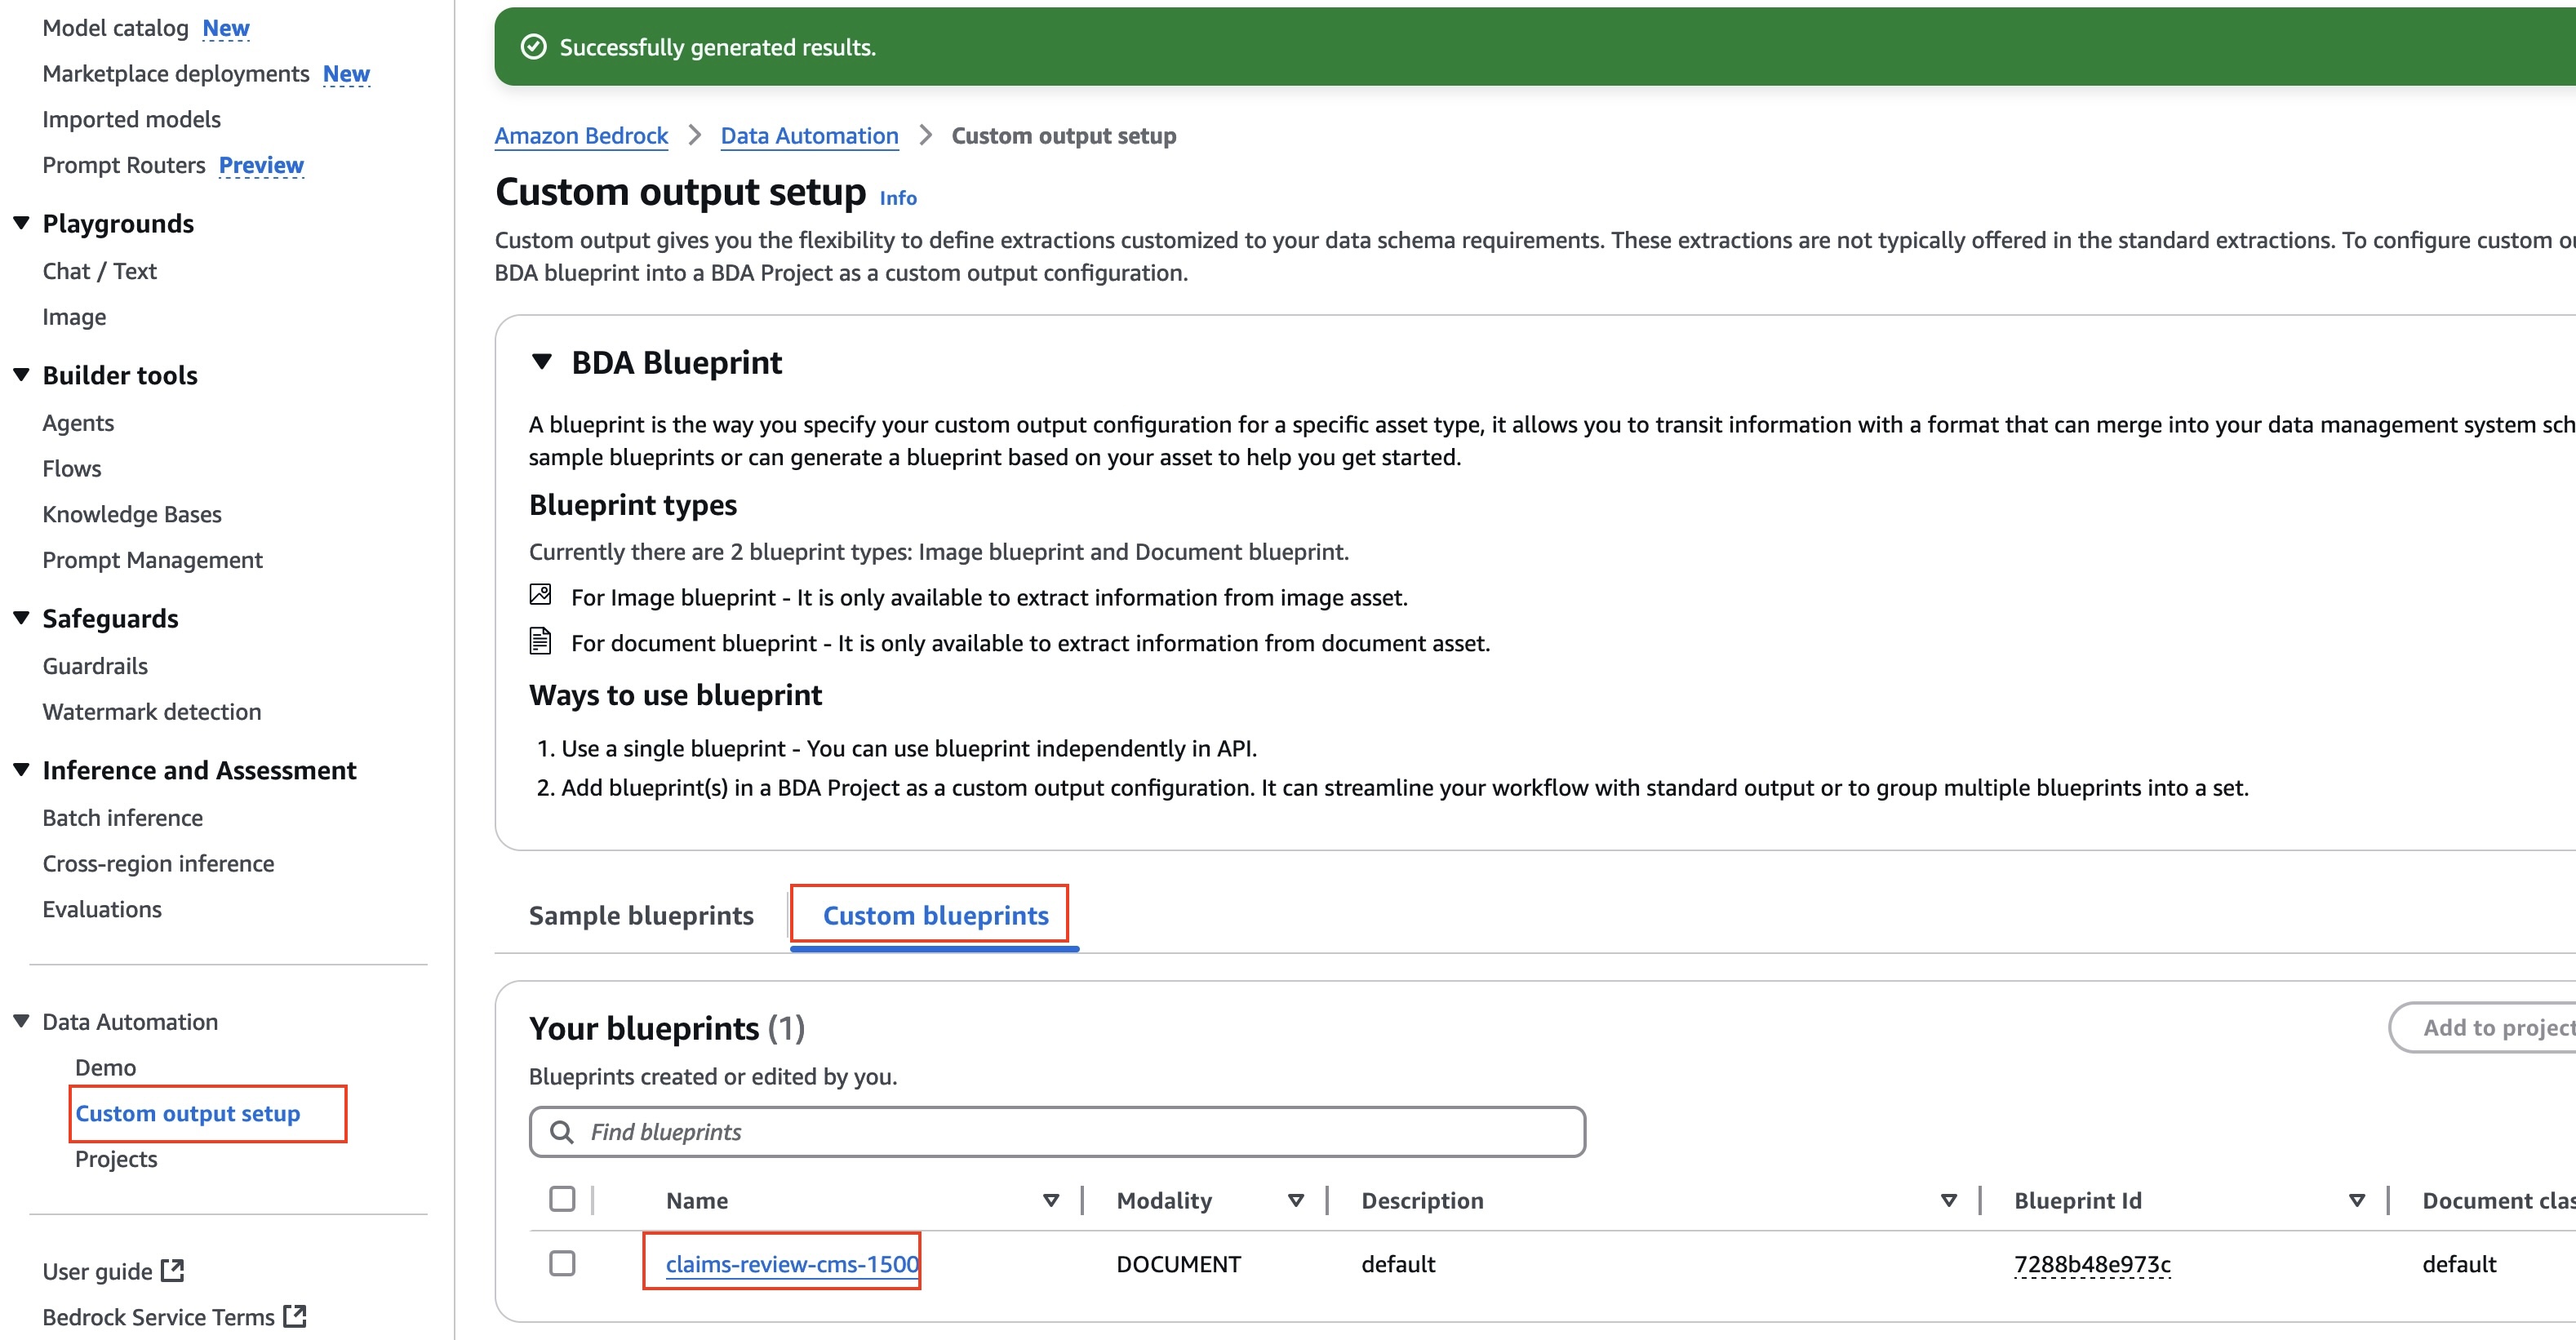 Model catalog New
Marketplace deployments New
Imported models
Prompt Routers Preview
Playgrounds
Chat / Text
Image
Builder tools
Agents
Flows
Knowledge Bases
Prompt Management
Safeguards
Guardrails
Watermark detection
Inference and Assessment
Batch inference
Cross-region inference
Evaluations
Data Automation
Demo
Custom output setup
Projects
User guide
Bedrock Service Terms
Successfully generated results.
Amazon Bedrock > Data Automation > Custom output setup
Custom output setup Info
Custom output gives you the flexibility to define extractions customized to your data schema requirements. These extractions are not typically offered in the standard extractions. To configure custom
BDA blueprint into a BDA Project as a custom output configuration.
BDA Blueprint
A blueprint is the way you specify your custom output configuration for a specific asset type, it allows you to transit information with a format that can merge into your data management system
sample blueprints or can generate a blueprint based on your asset to help you get started.
Blueprint types
Currently there are 2 blueprint types: Image blueprint and Document blueprint.
For Image blueprint - It is only available to extract information from image asset.
For document blueprint - It is only available to extract information from document asset.
Ways to use blueprint
1. Use a single blueprint - You can use blueprint independently in API.
2. Add blueprint(s) in a BDA Project as a custom output configuration. It can streamline your workflow with standard output or to group multiple blueprints into a set.
Sample blueprints Custom blueprints
Your blueprints (1) Add to project
Blueprints created or edited by you.
Find blueprints
Name Modality Description Blueprint Id Document
claims-review-cms-1500 DOCUMENT default 7288b48e973c default